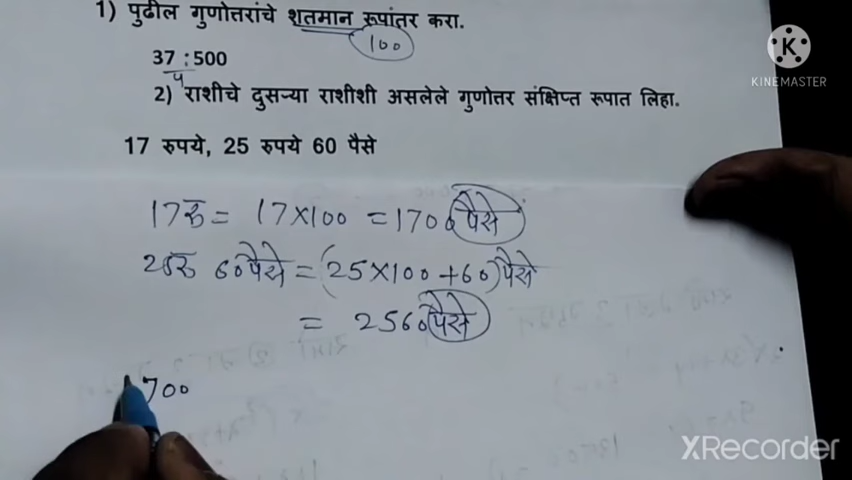 1) पुढील गुणोत्तरांचे शतमान रूपांतर करा.
100
37 : 500
4
2) राशीचे दुसऱ्या राशीशी असलेले गुणोत्तर संक्षिप्त रूपात लिहा.
17 रुपये, 25 रुपये 60 पैसे
17रु = 17×100 = 1700 पैसे
25रु 60पैसे = (25×100 +60) पैसे
= 2560 पैसे
700
K
KINEMASTER
XRecorder